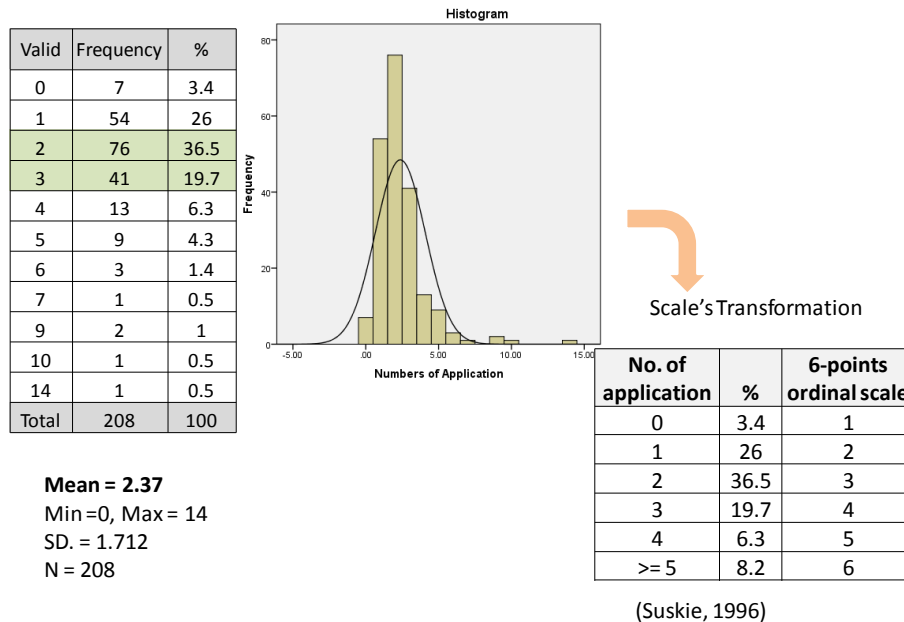 Valid Frequency %
0 7 3.4
1 54 26
2 76 36.5
3 41 19.7
4 13 6.3
5 9 4.3
6 3 1.4
7 1 0.5
9 2 1
10 1 0.5
14 1 0.5
Total 208 100
Mean = 2.37
Min =0, Max = 14
SD. = 1.712
N = 208
Histogram
Frequency
80
60
40
20
0
-5.00 .00 5.00 10.00 15.00
Numbers of Application
Scale's Transformation
No. of application % 6-points ordinal scale
0 3.4 1
1 26 2
2 36.5 3
3 19.7 4
4 6.3 5
>= 5 8.2 6
(Suskie, 1996)